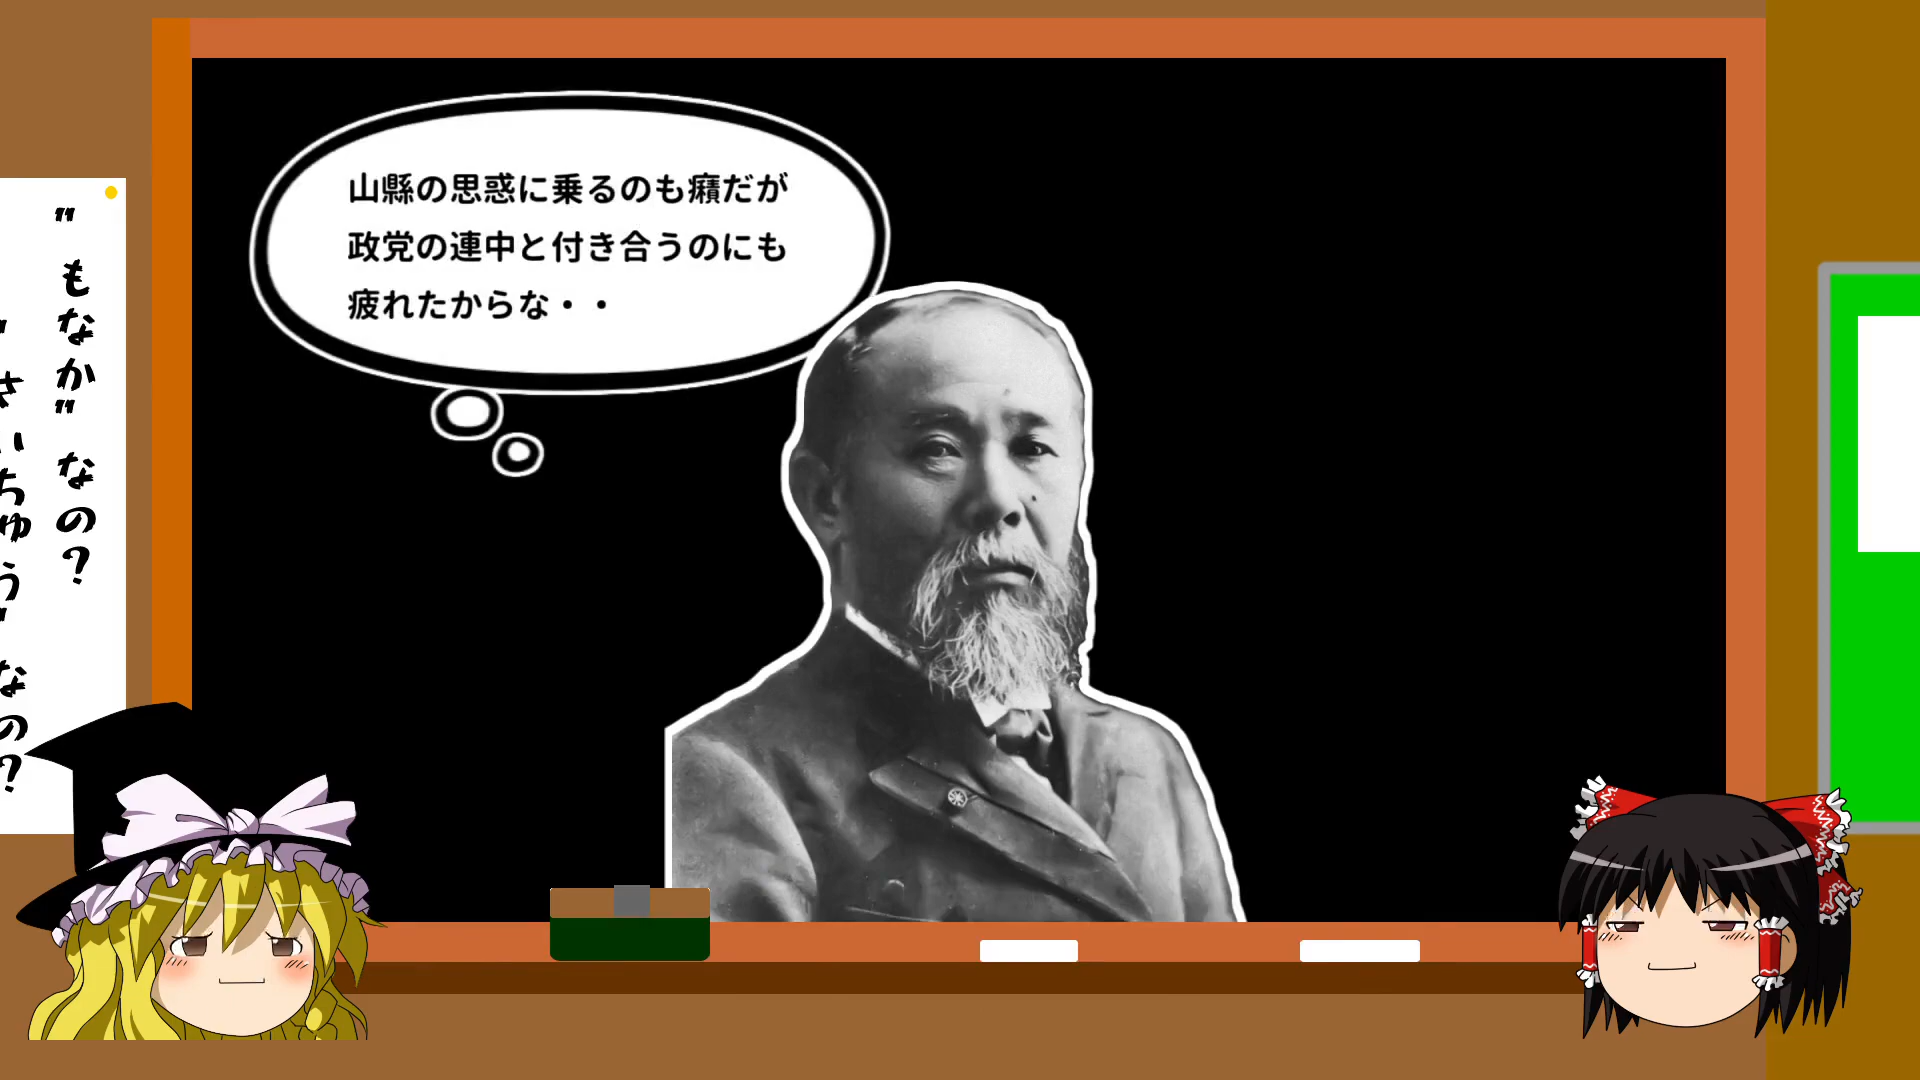 山縣の思惑に乗るのも癪だが
政党の連中と付き合うのにも
疲れたからな・・
"もなか"なの？
"さいちゅう"なの？